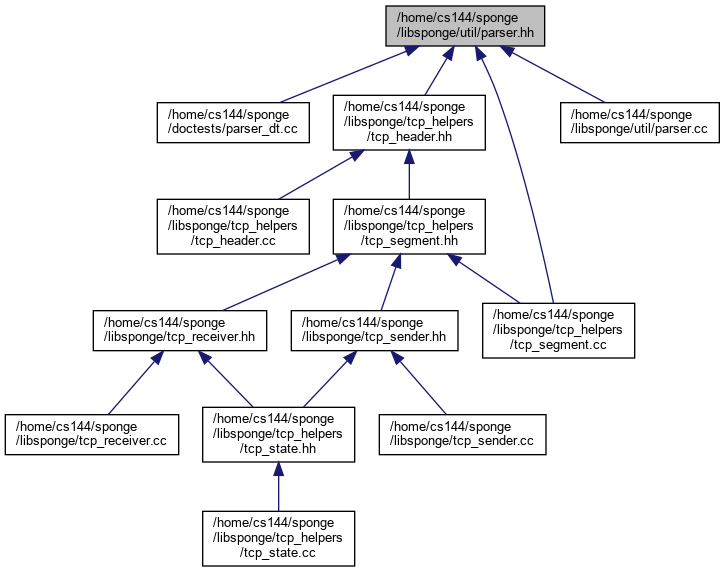 /home/cs144/sponge
/libsponge/util/parser.hh
/home/cs144/sponge
/doctests/parser_dt.cc
/home/cs144/sponge
/libsponge/tcp_helpers
/tcp_header.hh
/home/cs144/sponge
/libsponge/util/parser.cc
/home/cs144/sponge
/libsponge/tcp_helpers
/tcp_header.cc
/home/cs144/sponge
/libsponge/tcp_helpers
/tcp_segment.hh
/home/cs144/sponge
/libsponge/tcp_receiver.hh
/home/cs144/sponge
/libsponge/tcp_sender.hh
/home/cs144/sponge
/libsponge/tcp_helpers
/tcp_segment.cc
/home/cs144/sponge
/libsponge/tcp_receiver.cc
/home/cs144/sponge
/libsponge/tcp_helpers
/tcp_state.hh
/home/cs144/sponge
/libsponge/tcp_sender.cc
/home/cs144/sponge
/libsponge/tcp_helpers
/tcp_state.cc